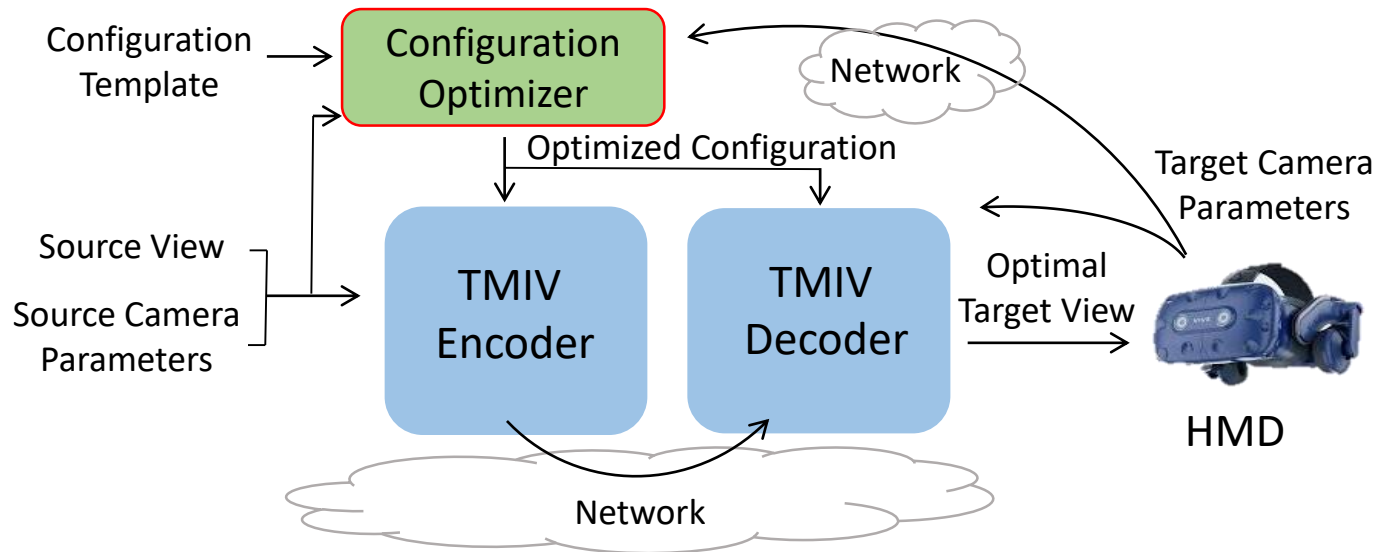 Configuration
Template
Configuration
Optimizer
Network
Optimized Configuration
Target Camera
Parameters
Source View
Source Camera
Parameters
TMIV
Encoder
TMIV
Decoder
Optimal
Target View
HMD
Network